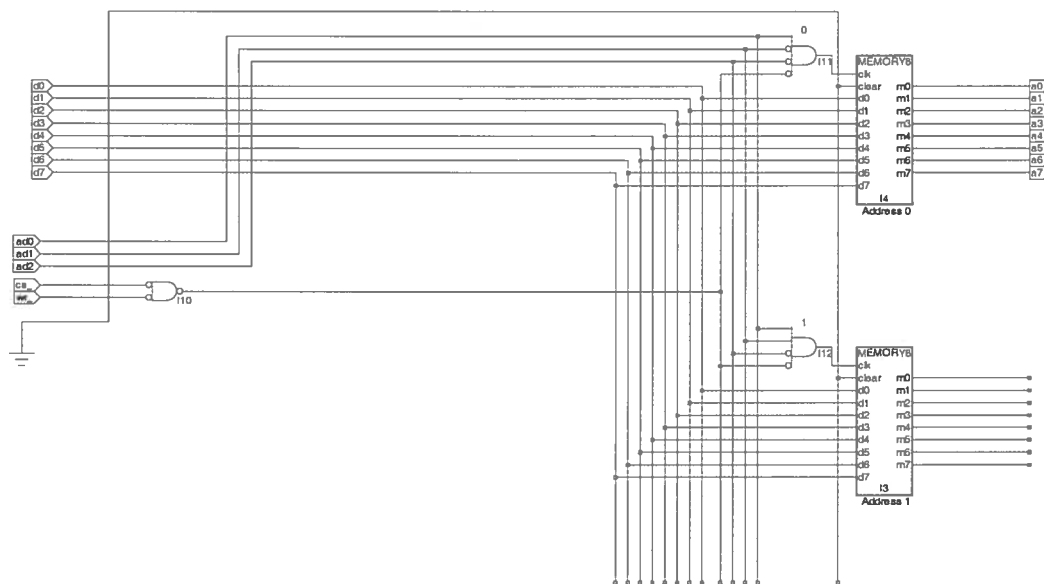 0
I11
MEMORY8
clk
clear m0
d0 m1
d1 m2
d2 m3
d3 m4
d4 m5
d5 m6
d6 m7
d7
I4
Address 0
d0
d1
d2
d3
d4
d5
d6
d7
a0
a1
a2
a3
a4
a5
a6
a7
ad0
ad1
ad2
cs_
wr_
I10
1
I12
MEMORY8
clk
clear m0
d0 m1
d1 m2
d2 m3
d3 m4
d4 m5
d5 m6
d6 m7
d7
I3
Address 1